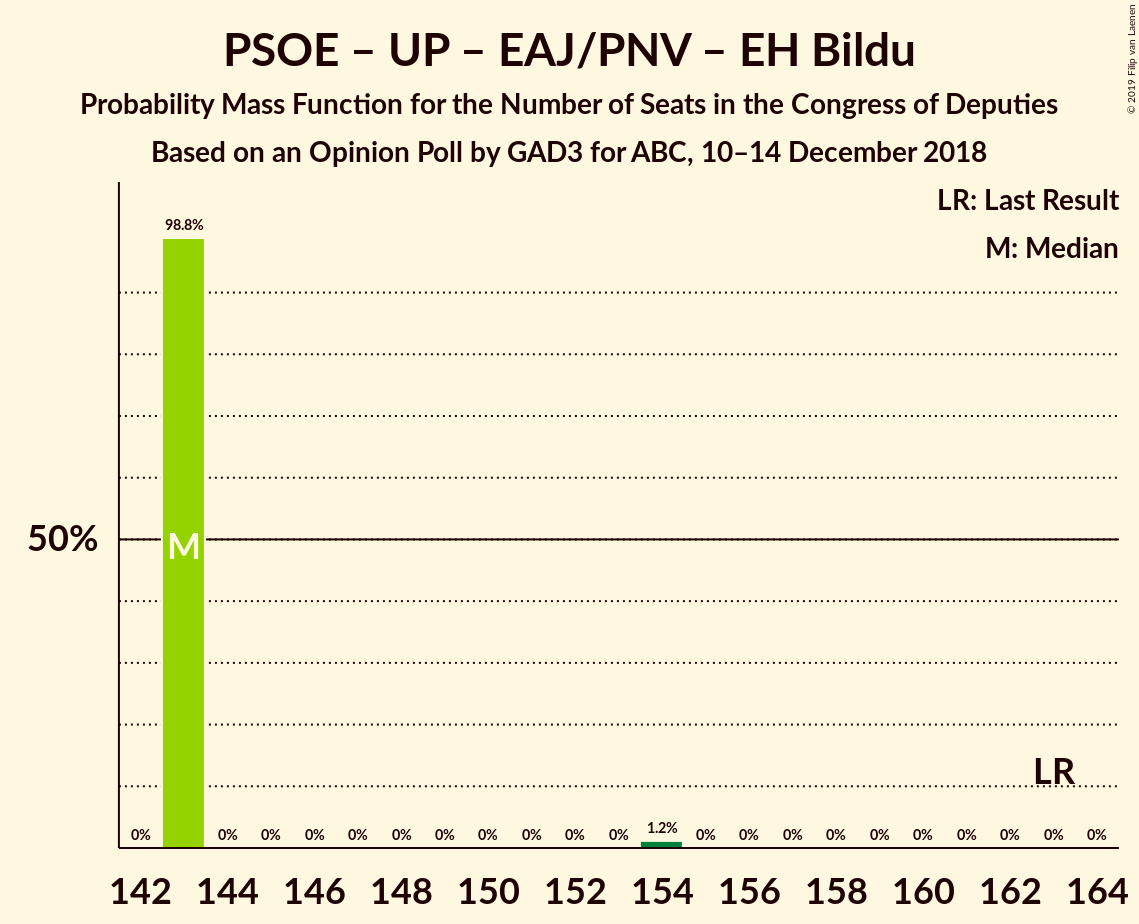 PSOE – UP – EAJ/PNV – EH Bildu
Probability Mass Function for the Number of Seats in the Congress of Deputies
Based on an Opinion Poll by GAD3 for ABC, 10–14 December 2018
© 2019 Filip van Laenen
LR: Last Result
M: Median
98.8%
50%
M
LR
0% 0% 0% 0% 0% 0% 0% 0% 0% 0% 0% 1.2% 0% 0% 0% 0% 0% 0% 0% 0% 0% 0%
142 144 146 148 150 152 154 156 158 160 162 164